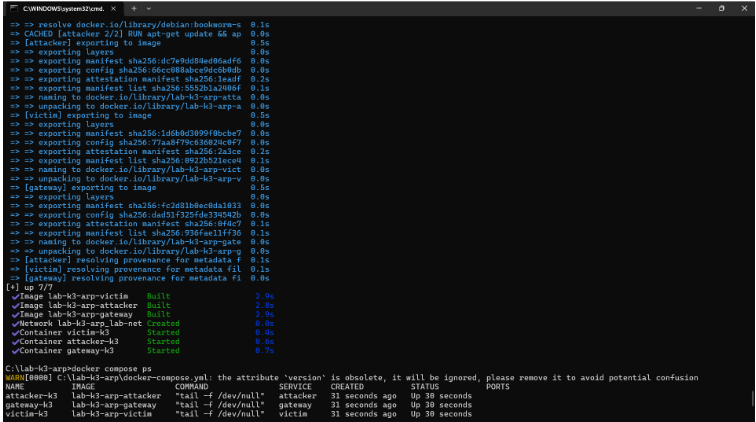 C:\WINDOWS\system32\cmd.
=> => resolve docker.io/library/debian:bookworm-s 0.1s
=> CACHED [attacker 2/2] RUN apt-get update && ap 0.0s
=> [attacker] exporting to image 0.5s
=> => exporting layers 0.0s
=> => exporting manifest sha256:dc7e9dd84ed06adf6 0.0s
=> => exporting config sha256:66cc088abce9dc6b0db 0.0s
=> => exporting attestation manifest sha256:1eadf 0.2s
=> => exporting manifest list sha256:5552b1a2406f 0.1s
=> => naming to docker.io/library/lab-k3-arp-atta 0.0s
=> => unpacking to docker.io/library/lab-k3-arp-a 0.0s
=> [victim] exporting to image 0.5s
=> => exporting layers 0.0s
=> => exporting manifest sha256:1d6b0d3099f0bcbe7 0.0s
=> => exporting config sha256:77aa8f79c636024c0f7 0.0s
=> => exporting attestation manifest sha256:2a3ce 0.2s
=> => exporting manifest list sha256:0922b521ece4 0.1s
=> => naming to docker.io/library/lab-k3-arp-vict 0.0s
=> => unpacking to docker.io/library/lab-k3-arp-v 0.0s
=> [gateway] exporting to image 0.5s
=> => exporting layers 0.0s
=> => exporting manifest sha256:fc2d81b0ec0da1033 0.0s
=> => exporting config sha256:dad51f325fde334542b 0.0s
=> => exporting attestation manifest sha256:0f4c7 0.1s
=> => exporting manifest list sha256:936fae11ff36 0.1s
=> => naming to docker.io/library/lab-k3-arp-gate 0.0s
=> => unpacking to docker.io/library/lab-k3-arp-g 0.0s
=> [attacker] resolving provenance for metadata f 0.1s
=> [victim] resolving provenance for metadata fil 0.1s
=> [gateway] resolving provenance for metadata fi 0.0s
[+] up 7/7
✔Image lab-k3-arp-victim Built 2.9s
✔Image lab-k3-arp-attacker Built 2.8s
✔Image lab-k3-arp-gateway Built 2.9s
✔Network lab-k3-arp_lab-net Created 0.0s
✔Container victim-k3 Started 0.4s
✔Container attacker-k3 Started 0.6s
✔Container gateway-k3 Started 0.7s
C:\lab-k3-arp>docker compose ps
WARN[0000] C:\lab-k3-arp\docker-compose.yml: the attribute `version` is obsolete, it will be ignored, please remove it to avoid potential confusion
NAME IMAGE COMMAND SERVICE CREATED STATUS PORTS
attacker-k3 lab-k3-arp-attacker "tail -f /dev/null" attacker 31 seconds ago Up 30 seconds
gateway-k3 lab-k3-arp-gateway "tail -f /dev/null" gateway 31 seconds ago Up 30 seconds
victim-k3 lab-k3-arp-victim "tail -f /dev/null" victim 31 seconds ago Up 30 seconds